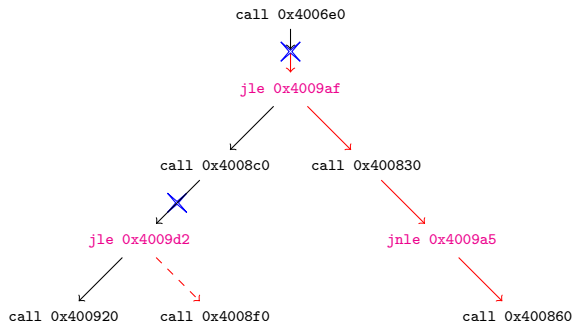 call 0x4006e0
jle 0x4009af
call 0x4008c0 call 0x400830
jle 0x4009d2 jnle 0x4009a5
call 0x400920 call 0x4008f0 call 0x400860